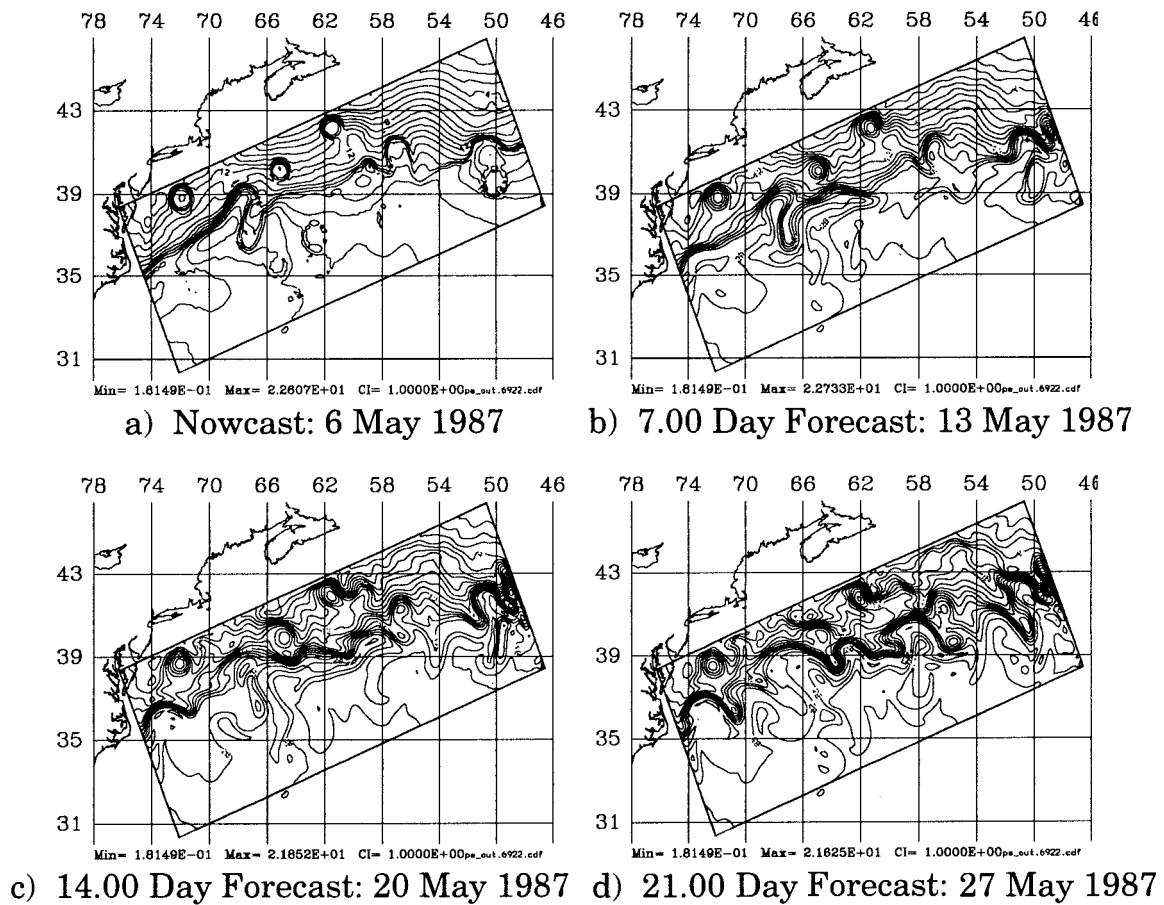 78 74 70 66 62 58 54 50 46
43
39
35
31
Min= 1.8149E-01 Max= 2.2607E+01 CI= 1.0000E+00pe_out.6922.cdf
a) Nowcast: 6 May 1987
78 74 70 66 62 58 54 50
43
39
35
31
Min= 1.8149E-01 Max= 2.2733E+01 CI= 1.0000E+00pe_out.6922.cdf
b) 7.00 Day Forecast: 13 May 1987
78 74 70 66 62 58 54 50 46
43
39
35
31
Min= 1.8149E-01 Max= 2.1852E+01 CI= 1.0000E+00pe_out.6922.cdf
c) 14.00 Day Forecast: 20 May 1987
78 74 70 66 62 58 54 50
43
39
35
31
Min= 1.8149E-01 Max= 2.1625E+01 CI= 1.0000E+00pe_out.6922.cdf
d) 21.00 Day Forecast: 27 May 1987